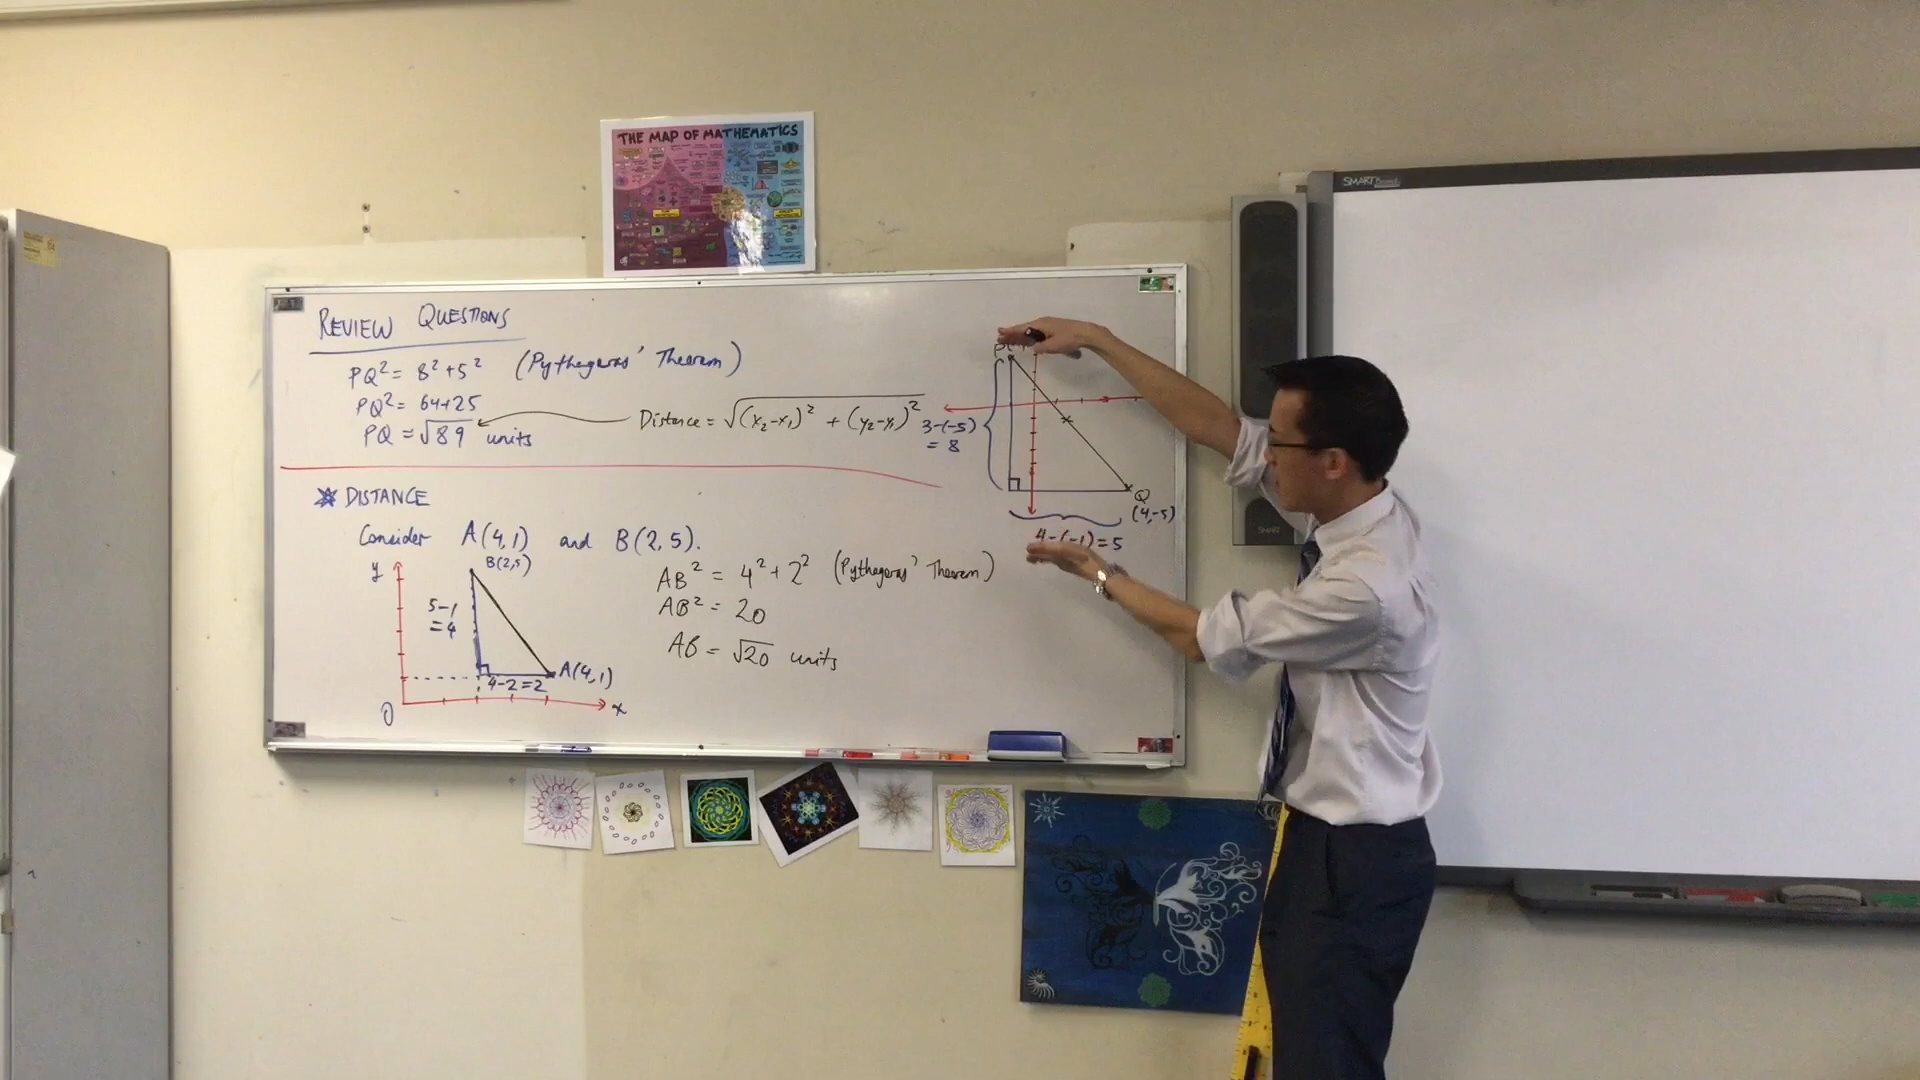 THE MAP OF MATHEMATICS
SMART
REVIEW QUESTIONS
PQ² = 8² + 5² (Pythagoras' Theorem)
PQ² = 64+25
PQ = √89 units
Distance = √(x₂-x₁)² + (y₂-y₁)²
3-(-5)
= 8
P
Q
(4,-5)
4-(-1)=5
DISTANCE
Consider A(4,1) and B(2,5).
y
B(2,5)
5-1
=4
A(4,1)
4-2=2
O
x
AB² = 4² + 2² (Pythagoras' Theorem)
AB² = 20
AB = √20 units
SMART